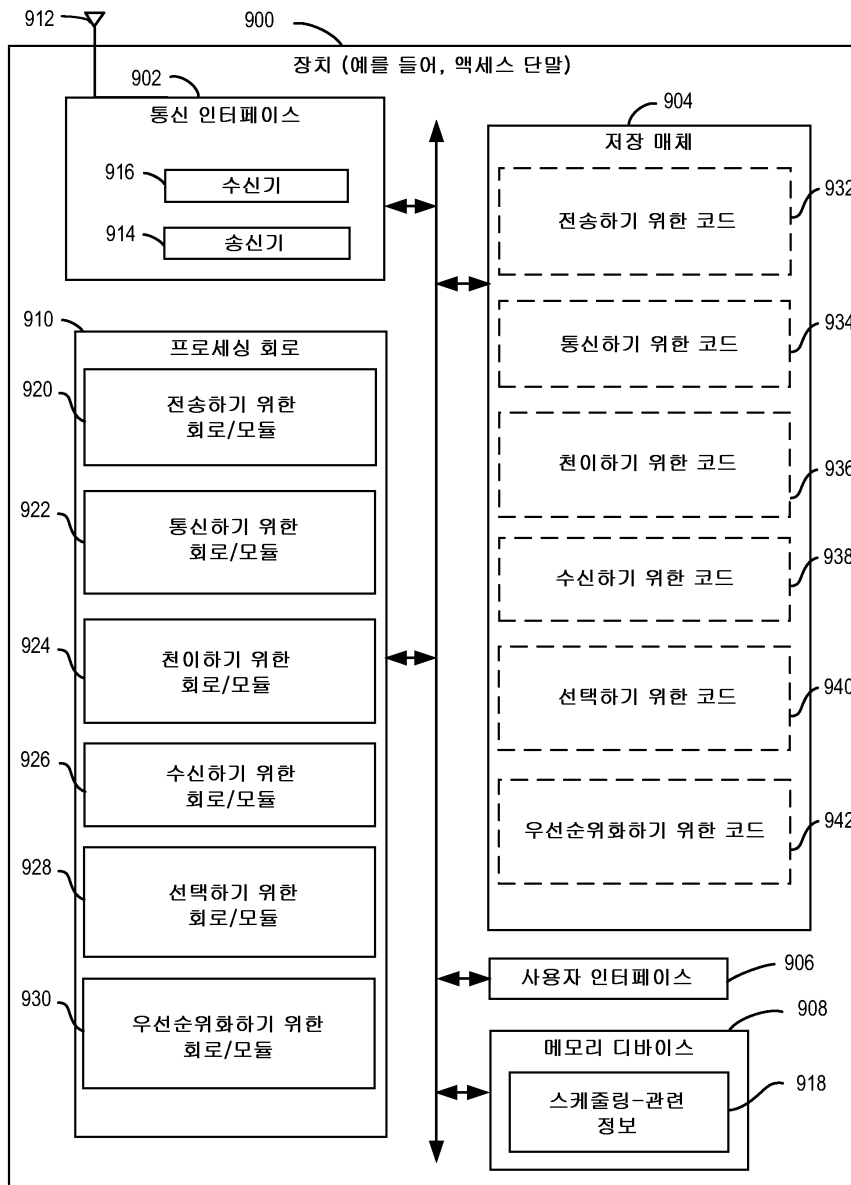 912
900
장치 (예를 들어, 액세스 단말)
902
통신 인터페이스
916
수신기
914
송신기
904
저장 매체
전송하기 위한 코드
932
통신하기 위한 코드
934
천이하기 위한 코드
936
수신하기 위한 코드
938
선택하기 위한 코드
940
우선순위화하기 위한 코드
942
910
프로세싱 회로
920
전송하기 위한
회로/모듈
922
통신하기 위한
회로/모듈
924
천이하기 위한
회로/모듈
926
수신하기 위한
회로/모듈
928
선택하기 위한
회로/모듈
930
우선순위화하기 위한
회로/모듈
사용자 인터페이스
906
908
메모리 디바이스
스케줄링-관련
정보
918